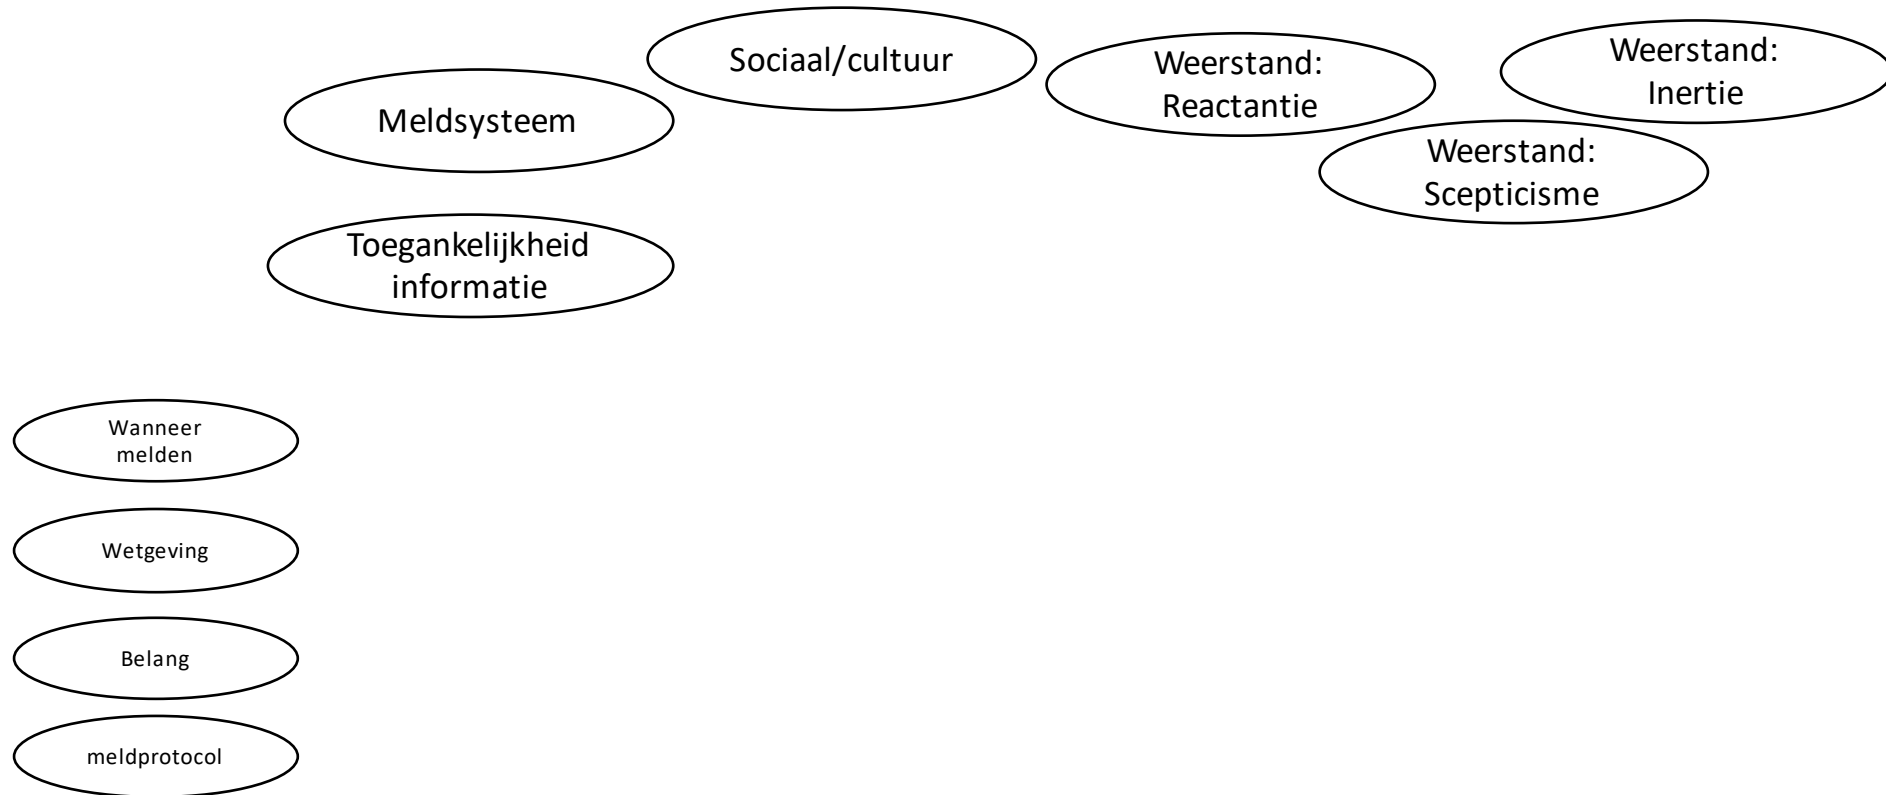 Sociaal/cultuur
Meldsysteem
Weerstand:
Reactantie
Weerstand:
Inertie
Weerstand:
Scepticisme
Toegankelijkheid
informatie
Wanneer
melden
Wetgeving
Belang
meldprotocol